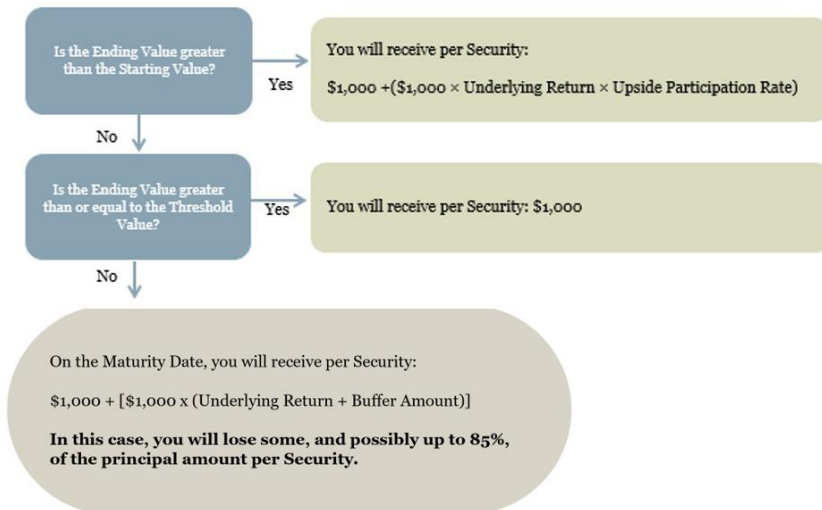 Is the Ending Value greater
than the Starting Value?
Yes
You will receive per Security:
$1,000 +($1,000 × Underlying Return × Upside Participation Rate)
No
Is the Ending Value greater
than or equal to the Threshold
Value?
Yes
You will receive per Security: $1,000
No
On the Maturity Date, you will receive per Security:
$1,000 + [$1,000 x (Underlying Return + Buffer Amount)]
In this case, you will lose some, and possibly up to 85%,
of the principal amount per Security.